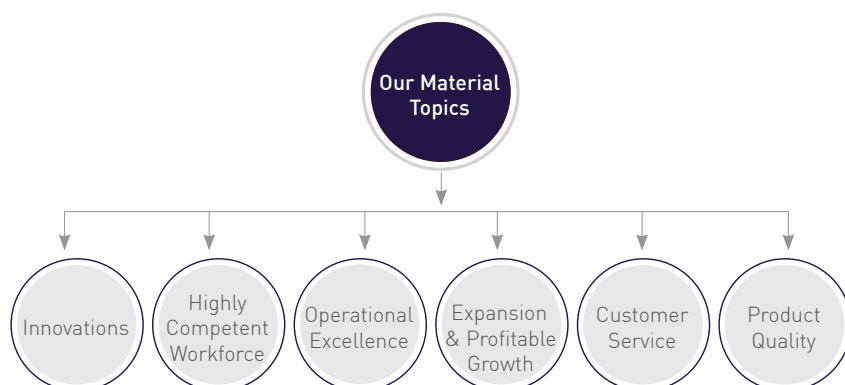 Our Material
Topics
Innovations
Highly
Competent
Workforce
Operational
Excellence
Expansion
& Profitable
Growth
Customer
Service
Product
Quality